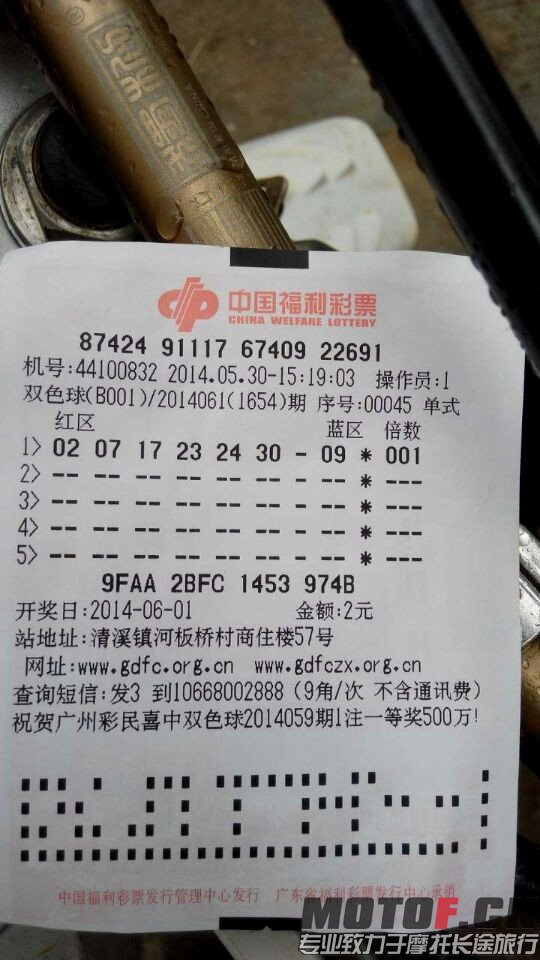 中国福利彩票
CHINA WELFARE LOTTERY
87424 91117 67409 22691
机号:44100832 2014.05.30-15:19:03 操作员:1
双色球(B001)/2014061(1654)期 序号:00045 单式
红区 蓝区 倍数
1> 02 07 17 23 24 30 - 09 * 001
2> -- -- -- -- -- -- - -- * ---
3> -- -- -- -- -- -- - -- * ---
4> -- -- -- -- -- -- - -- * ---
5> -- -- -- -- -- -- - -- * ---
9FAA 2BFC 1453 974B
开奖日:2014-06-01 金额:2元
站地址:清溪镇河板桥村商住楼57号
网址:www.gdfc.org.cn www.gdfczx.org.cn
查询短信:发3 到10668002888(9角/次 不含通讯费)
祝贺广州彩民喜中双色球2014059期1注一等奖500万!
中国福利彩票发行管理中心发行 广东省福利彩票发行中心承销
专业致力于摩托长途旅行